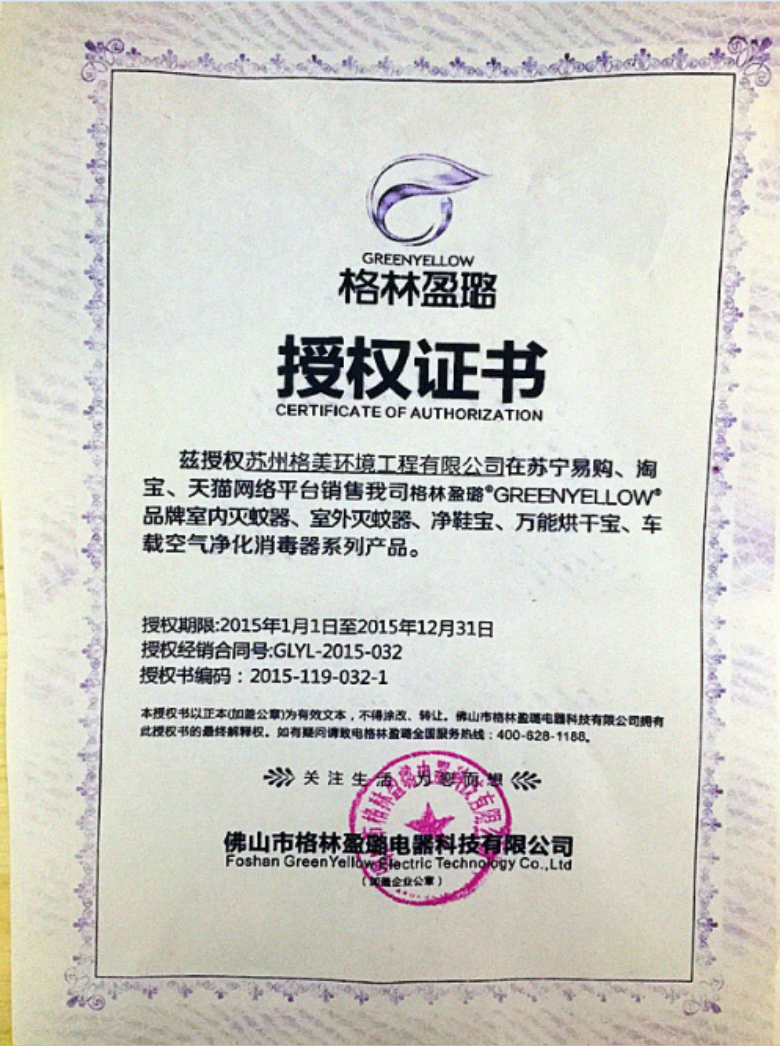 GREENYELLOW
格林盈璐
授权证书
CERTIFICATE OF AUTHORIZATION
兹授权苏州格美环境工程有限公司在苏宁易购、淘
宝、天猫网络平台销售我司格林盈璐®GREENYELLOW®
品牌室内灭蚊器、室外灭蚊器、净鞋宝、万能烘干宝、车
载空气净化消毒器系列产品。
授权期限:2015年1月1日至2015年12月31日
授权经销合同号:GLYL-2015-032
授权书编码：2015-119-032-1
本授权书以正本(加盖公章)为有效文本，不得涂改、转让。佛山市格林盈璐电器科技有限公司拥有
此授权书的最终解释权。如有疑问请致电格林盈璐全国服务热线：400-628-1188。
关注生活 为您而想
佛山市格林盈璐电器科技有限公司
Foshan GreenYellow Electric Technology Co.,Ltd
（加盖企业公章）